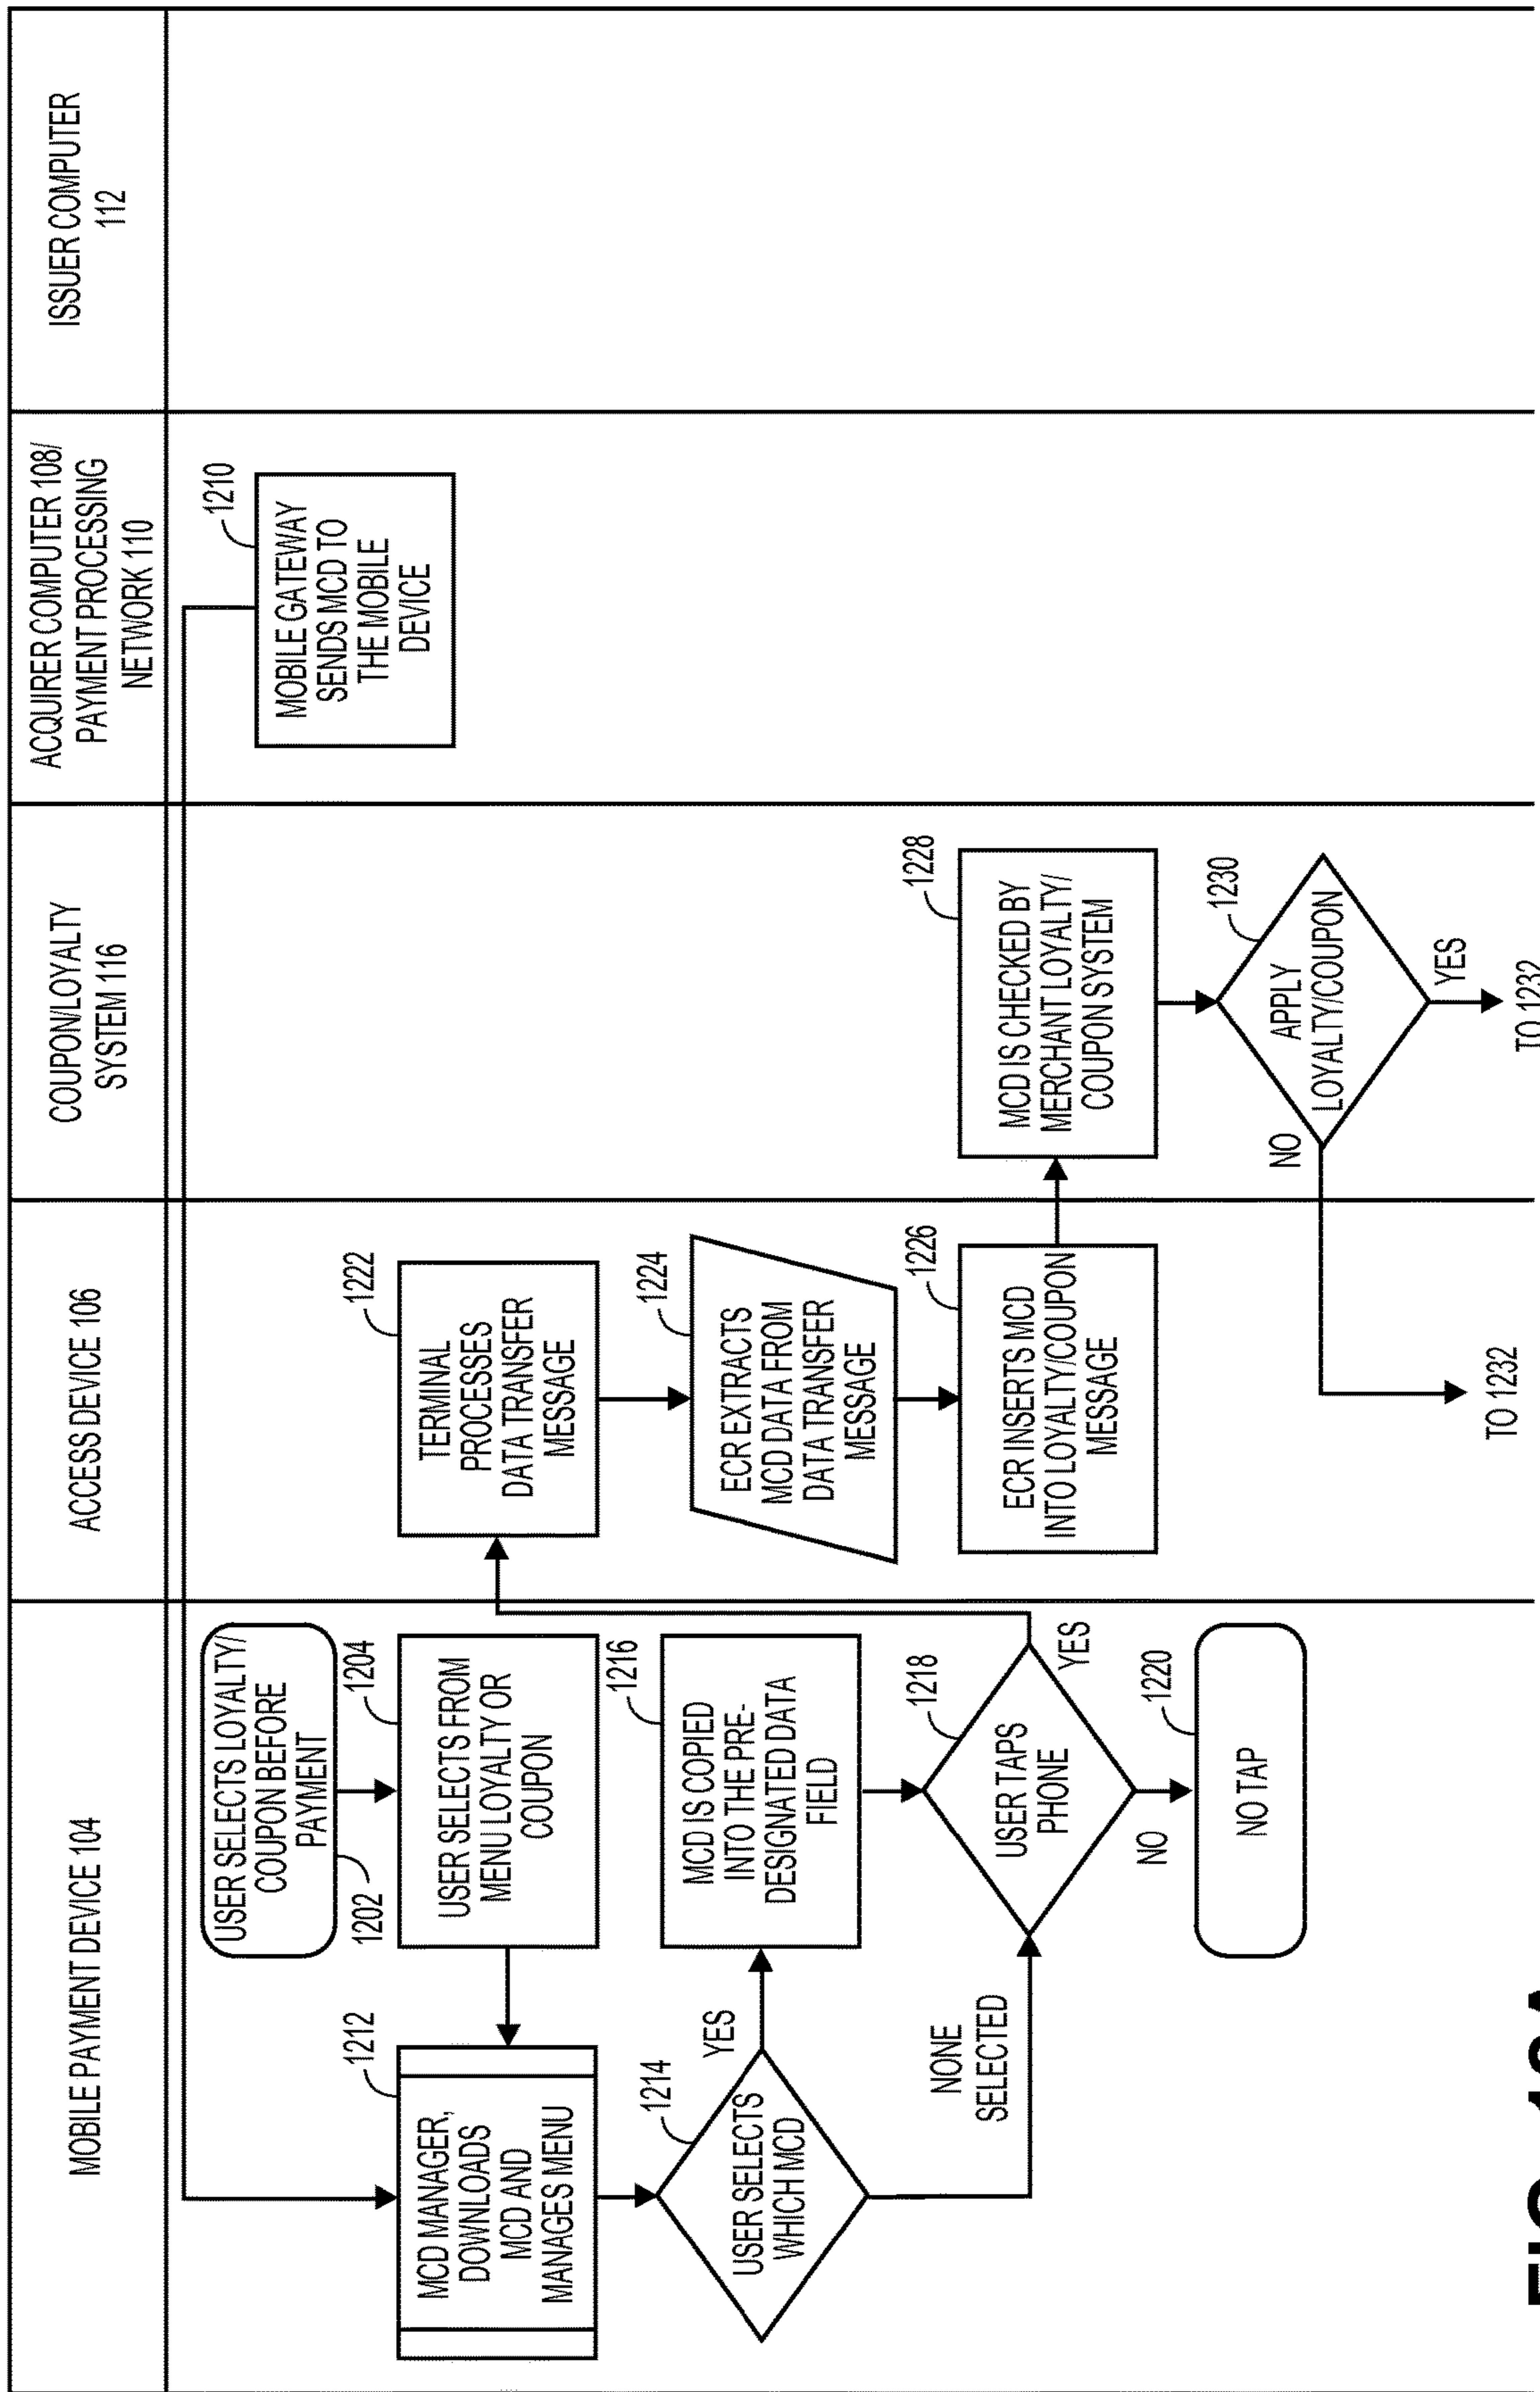 MOBILE PAYMENT DEVICE 104
ACCESS DEVICE 106
COUPON/LOYALTY
SYSTEM 116
ACQUIRER COMPUTER 108/
PAYMENT PROCESSING
NETWORK 110
ISSUER COMPUTER
112
USER SELECTS LOYALTY/
COUPON BEFORE
PAYMENT
1202
1204
USER SELECTS FROM
MENU LOYALTY OR
COUPON
1210
MOBILE GATEWAY
SENDS MCD TO
THE MOBILE
DEVICE
1212
MCD MANAGER,
DOWNLOADS
MCD AND
MANAGES MENU
1214
USER SELECTS
WHICH MCD
YES
NONE
SELECTED
1216
MCD IS COPIED
INTO THE PRE-
DESIGNATED DATA
FIELD
1218
USER TAPS
PHONE
YES
NO
1220
NO TAP
1222
TERMINAL
PROCESSES
DATA TRANSFER
MESSAGE
1224
ECR EXTRACTS
MCD DATA FROM
DATA TRANSFER
MESSAGE
1226
ECR INSERTS MCD
INTO LOYALTY/COUPON
MESSAGE
1228
MCD IS CHECKED BY
MERCHANT LOYALTY/
COUPON SYSTEM
1230
APPLY
LOYALTY/COUPON
NO
YES
TO 1232
TO 1232